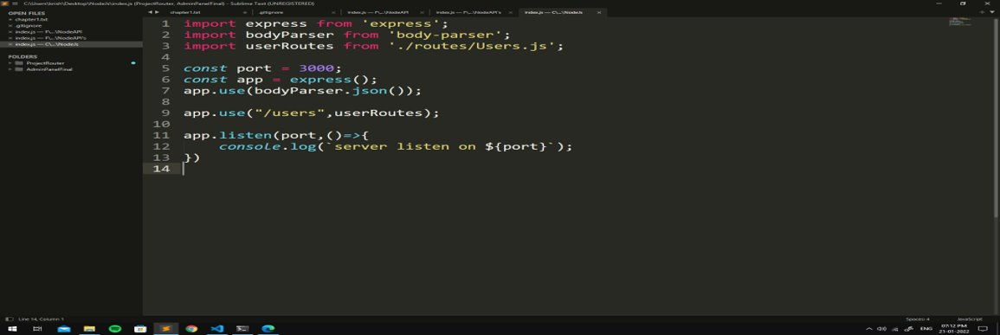 C:\Users\krish\Desktop\NodeJs\index.js (ProjectRouter, AdminPanelFinal) - Sublime Text (UNREGISTERED)
OPEN FILES
chapter1.txt
.gitignore
index.js — F\...\NodeAPI
index.js — F\...\NodeAPI's
index.js — C\...\NodeJs
FOLDERS
ProjectRouter
AdminPanelFinal
chapter1.txt
.gitignore
index.js — F\...\NodeAPI
index.js — F\...\NodeAPI's
index.js — C\...\NodeJs
1 import express from 'express';
2 import bodyParser from 'body-parser';
3 import userRoutes from './routes/Users.js';
4
5 const port = 3000;
6 const app = express();
7 app.use(bodyParser.json());
8
9 app.use("/users",userRoutes);
10
11 app.listen(port,()=>{
12 console.log(`server listen on ${port}`);
13 })
14
Line 14, Column 1
Spaces: 4
JavaScript
ENG
07:12 PM
21-01-2022